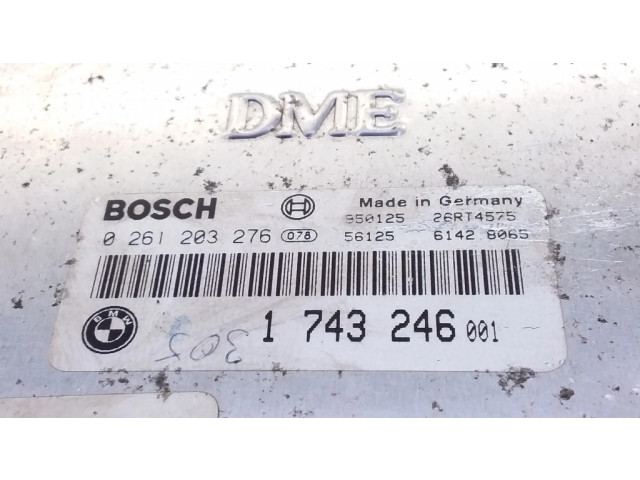 DME
BOSCH Made in Germany
950125 26RT4575
0 261 203 276 078 56125 6142 8065
BMW 1 743 246 001
305